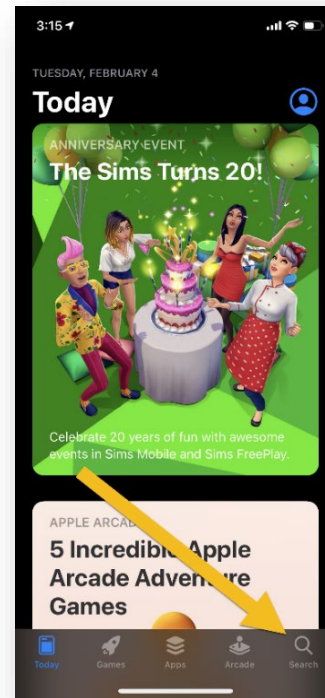 3:15
TUESDAY, FEBRUARY 4
Today
ANNIVERSARY EVENT
The Sims Turns 20!
Celebrate 20 years of fun with awesome
events in Sims Mobile and Sims FreePlay.
APPLE ARCAD
5 Incredible Apple
Arcade Adventure
Games
Today Games Apps Arcade Search